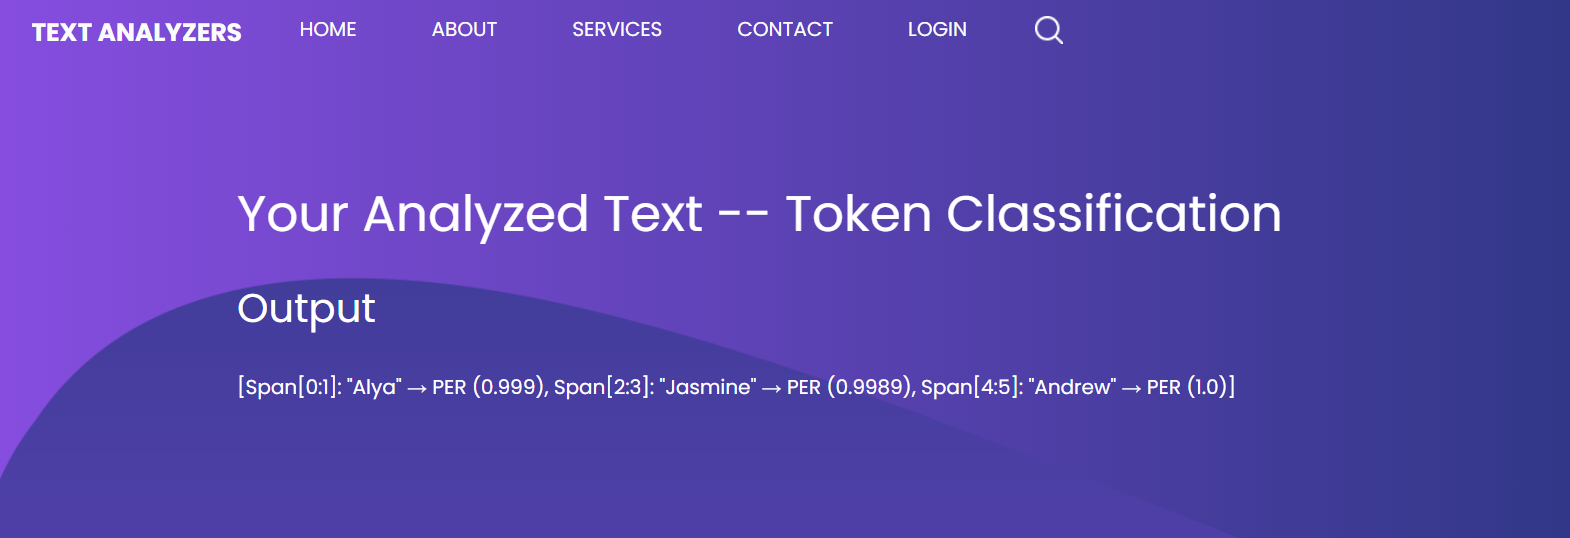 TEXT ANALYZERS HOME ABOUT SERVICES CONTACT LOGIN
Your Analyzed Text -- Token Classification
Output
[Span[0:1]: "Alya" → PER (0.999), Span[2:3]: "Jasmine" → PER (0.9989), Span[4:5]: "Andrew" → PER (1.0)]